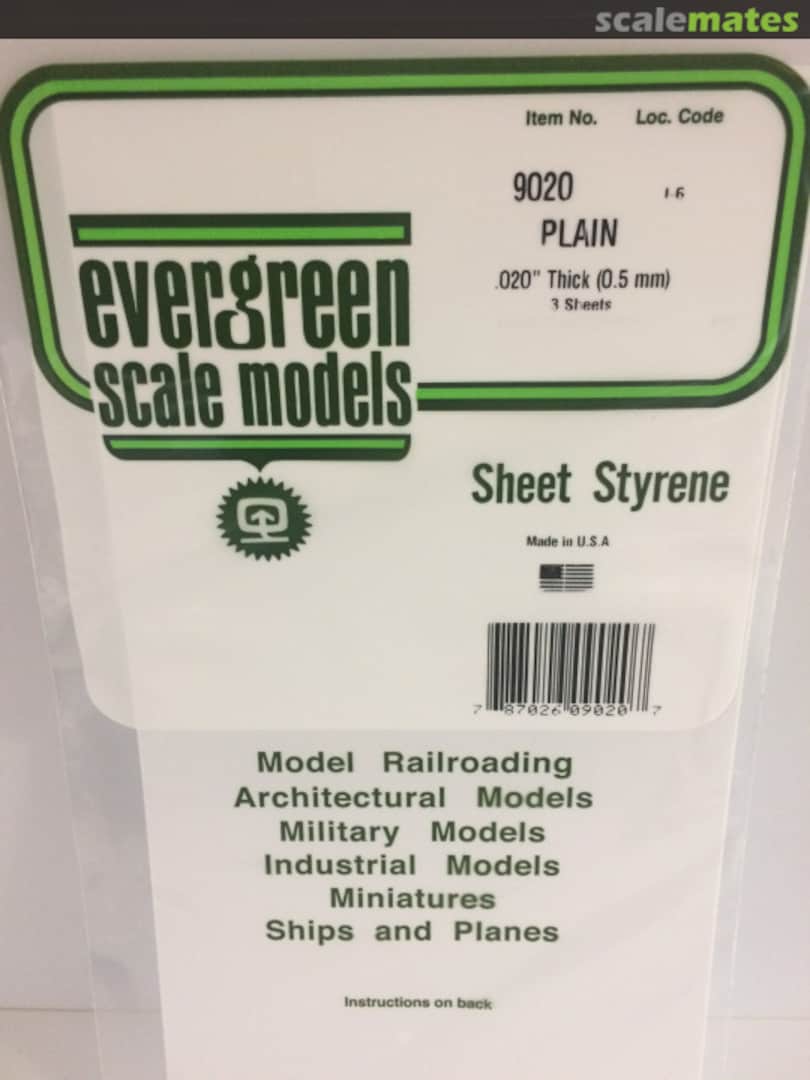 scalemates
Item No. Loc. Code
9020 I-6
PLAIN
.020" Thick (0.5 mm)
3 Sheets
evergreen
scale models
Sheet Styrene
Made in U.S.A
7 87026 09020 7
Model Railroading
Architectural Models
Military Models
Industrial Models
Miniatures
Ships and Planes
Instructions on back